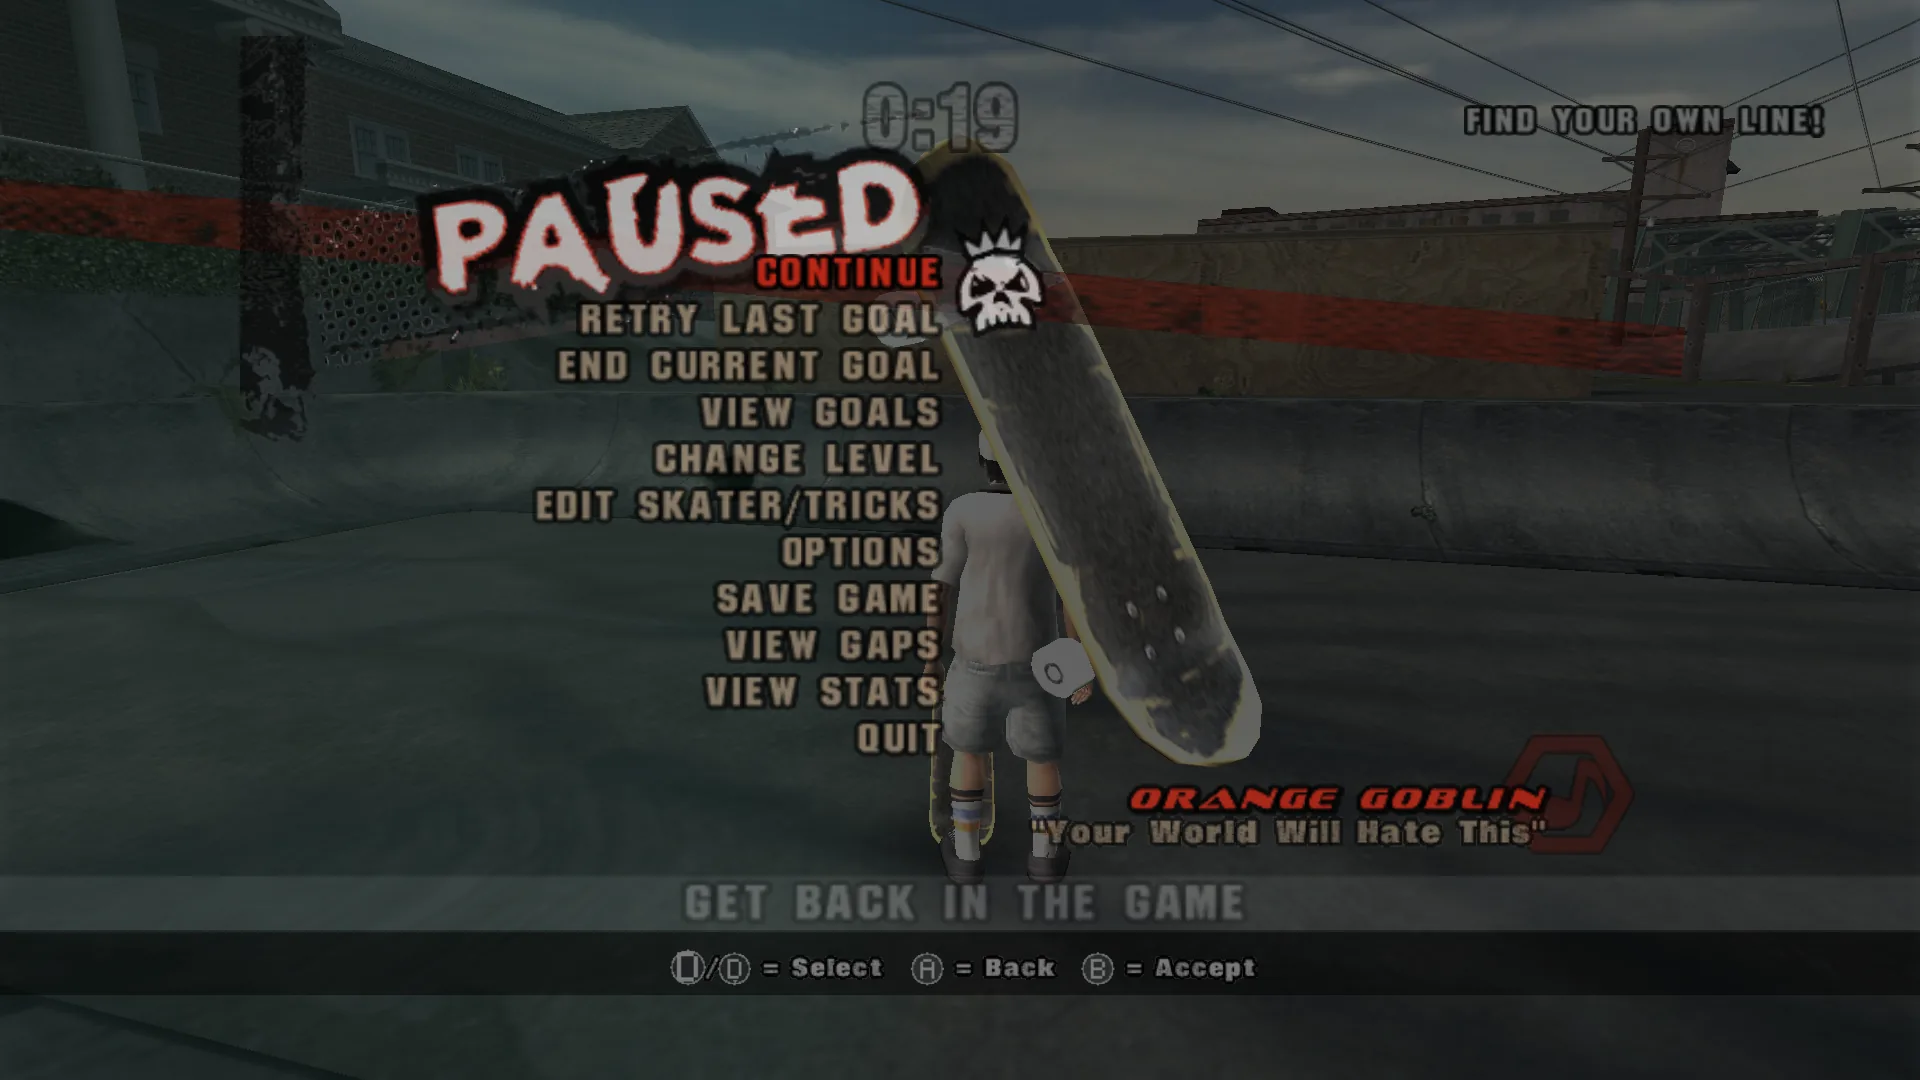 0:19
FIND YOUR OWN LINE!
PAUSED
CONTINUE
RETRY LAST GOAL
END CURRENT GOAL
VIEW GOALS
CHANGE LEVEL
EDIT SKATER/TRICKS
OPTIONS
SAVE GAME
VIEW GAPS
VIEW STATS
QUIT
ORANGE GOBLIN
"Your World Will Hate This"
GET BACK IN THE GAME
/D = Select A = Back B = Accept